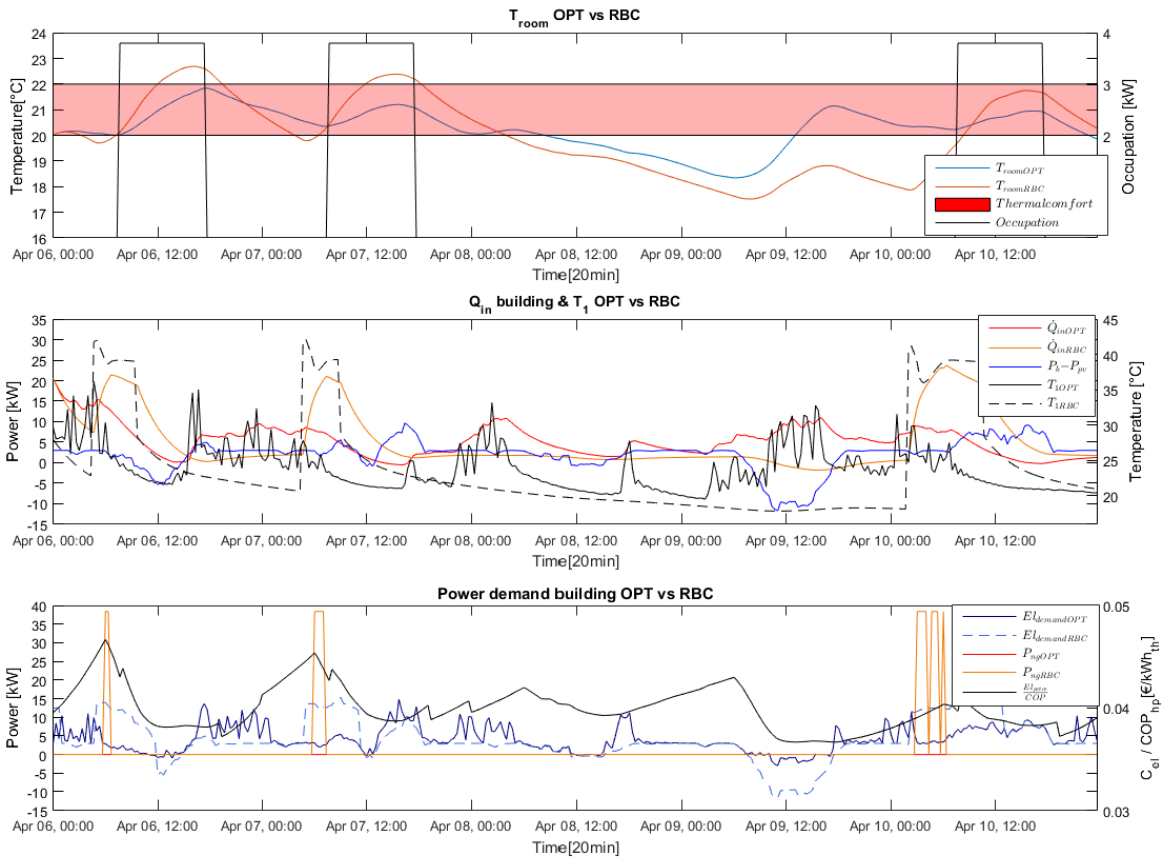 T_room OPT vs RBC
24
23
22
21
20
19
18
17
16
Temperature[°C]
4
3
2
Occupation [kW]
T_roomOPT
T_roomRBC
Thermalcomfort
Occupation
Apr 06, 00:00 Apr 06, 12:00 Apr 07, 00:00 Apr 07, 12:00 Apr 08, 00:00 Apr 08, 12:00 Apr 09, 00:00 Apr 09, 12:00 Apr 10, 00:00 Apr 10, 12:00
Time[20min]
Q_in building & T_1 OPT vs RBC
35
30
25
20
15
10
5
0
-5
-10
-15
Power [kW]
45
40
35
30
25
20
Temperature [°C]
Q̇_inOPT
Q̇_inRBC
P_b−P_pv
T_1OPT
T_1RBC
Apr 06, 00:00 Apr 06, 12:00 Apr 07, 00:00 Apr 07, 12:00 Apr 08, 00:00 Apr 08, 12:00 Apr 09, 00:00 Apr 09, 12:00 Apr 10, 00:00 Apr 10, 12:00
Time[20min]
Power demand building OPT vs RBC
40
35
30
25
20
15
10
5
0
-5
-10
-15
Power [kW]
0.05
0.04
0.03
C_el / COP_hp[€/kWh_th]
El_demandOPT
El_demandRBC
P_ngOPT
P_ngRBC
COP
Apr 06, 00:00 Apr 06, 12:00 Apr 07, 00:00 Apr 07, 12:00 Apr 08, 00:00 Apr 08, 12:00 Apr 09, 00:00 Apr 09, 12:00 Apr 10, 00:00 Apr 10, 12:00
Time[20min]